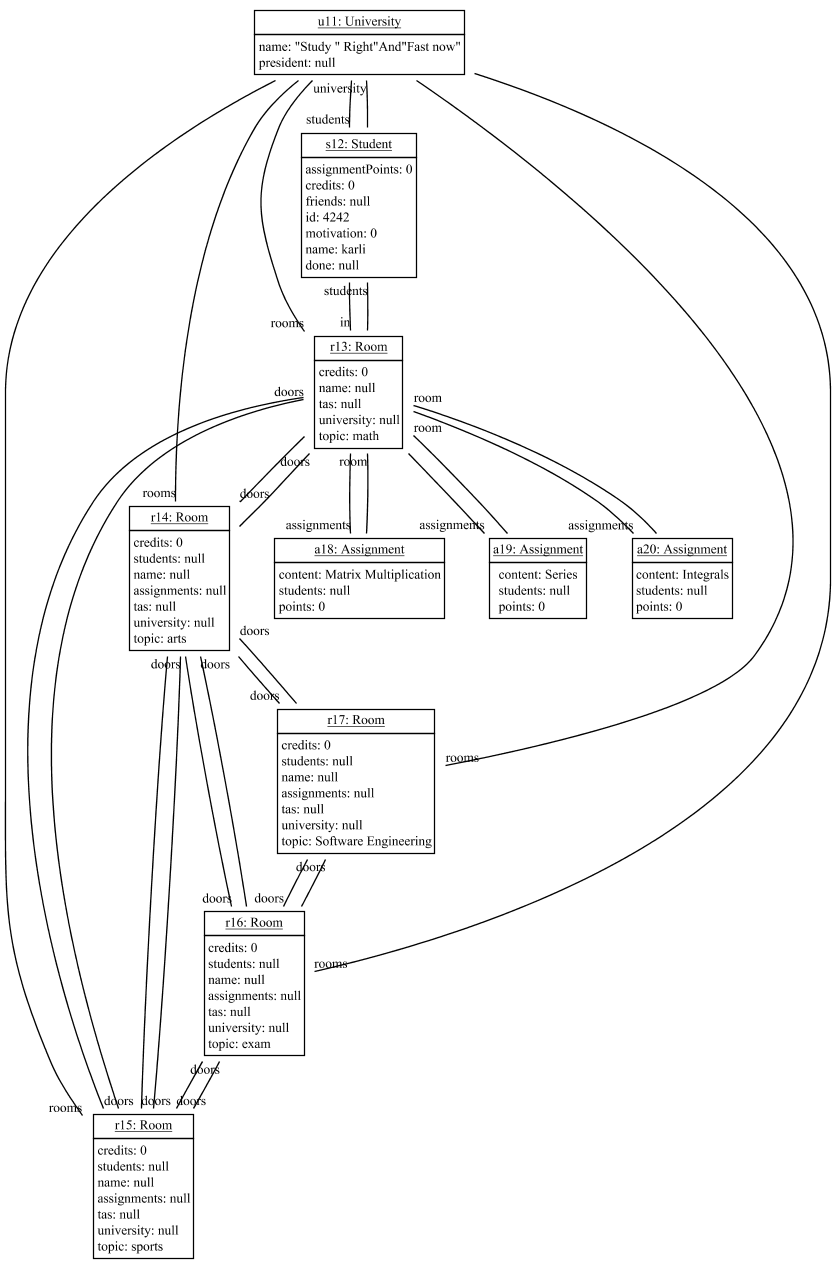 u11: University
name: "Study " Right"And"Fast now"
president: null
university
students
s12: Student
assignmentPoints: 0
credits: 0
friends: null
id: 4242
motivation: 0
name: karli
done: null
students
rooms
in
r13: Room
credits: 0
name: null
tas: null
university: null
topic: math
doors
room
room
doors
room
doors
rooms
assignments
assignments
assignments
r14: Room
credits: 0
students: null
name: null
assignments: null
tas: null
university: null
topic: arts
a18: Assignment
content: Matrix Multiplication
students: null
points: 0
a19: Assignment
content: Series
students: null
points: 0
a20: Assignment
content: Integrals
students: null
points: 0
doors
doors
doors
doors
r17: Room
credits: 0
students: null
name: null
assignments: null
tas: null
university: null
topic: Software Engineering
rooms
doors
doors
doors
r16: Room
credits: 0
students: null
name: null
assignments: null
tas: null
university: null
topic: exam
rooms
doors
rooms
doors
doors
doors
r15: Room
credits: 0
students: null
name: null
assignments: null
tas: null
university: null
topic: sports